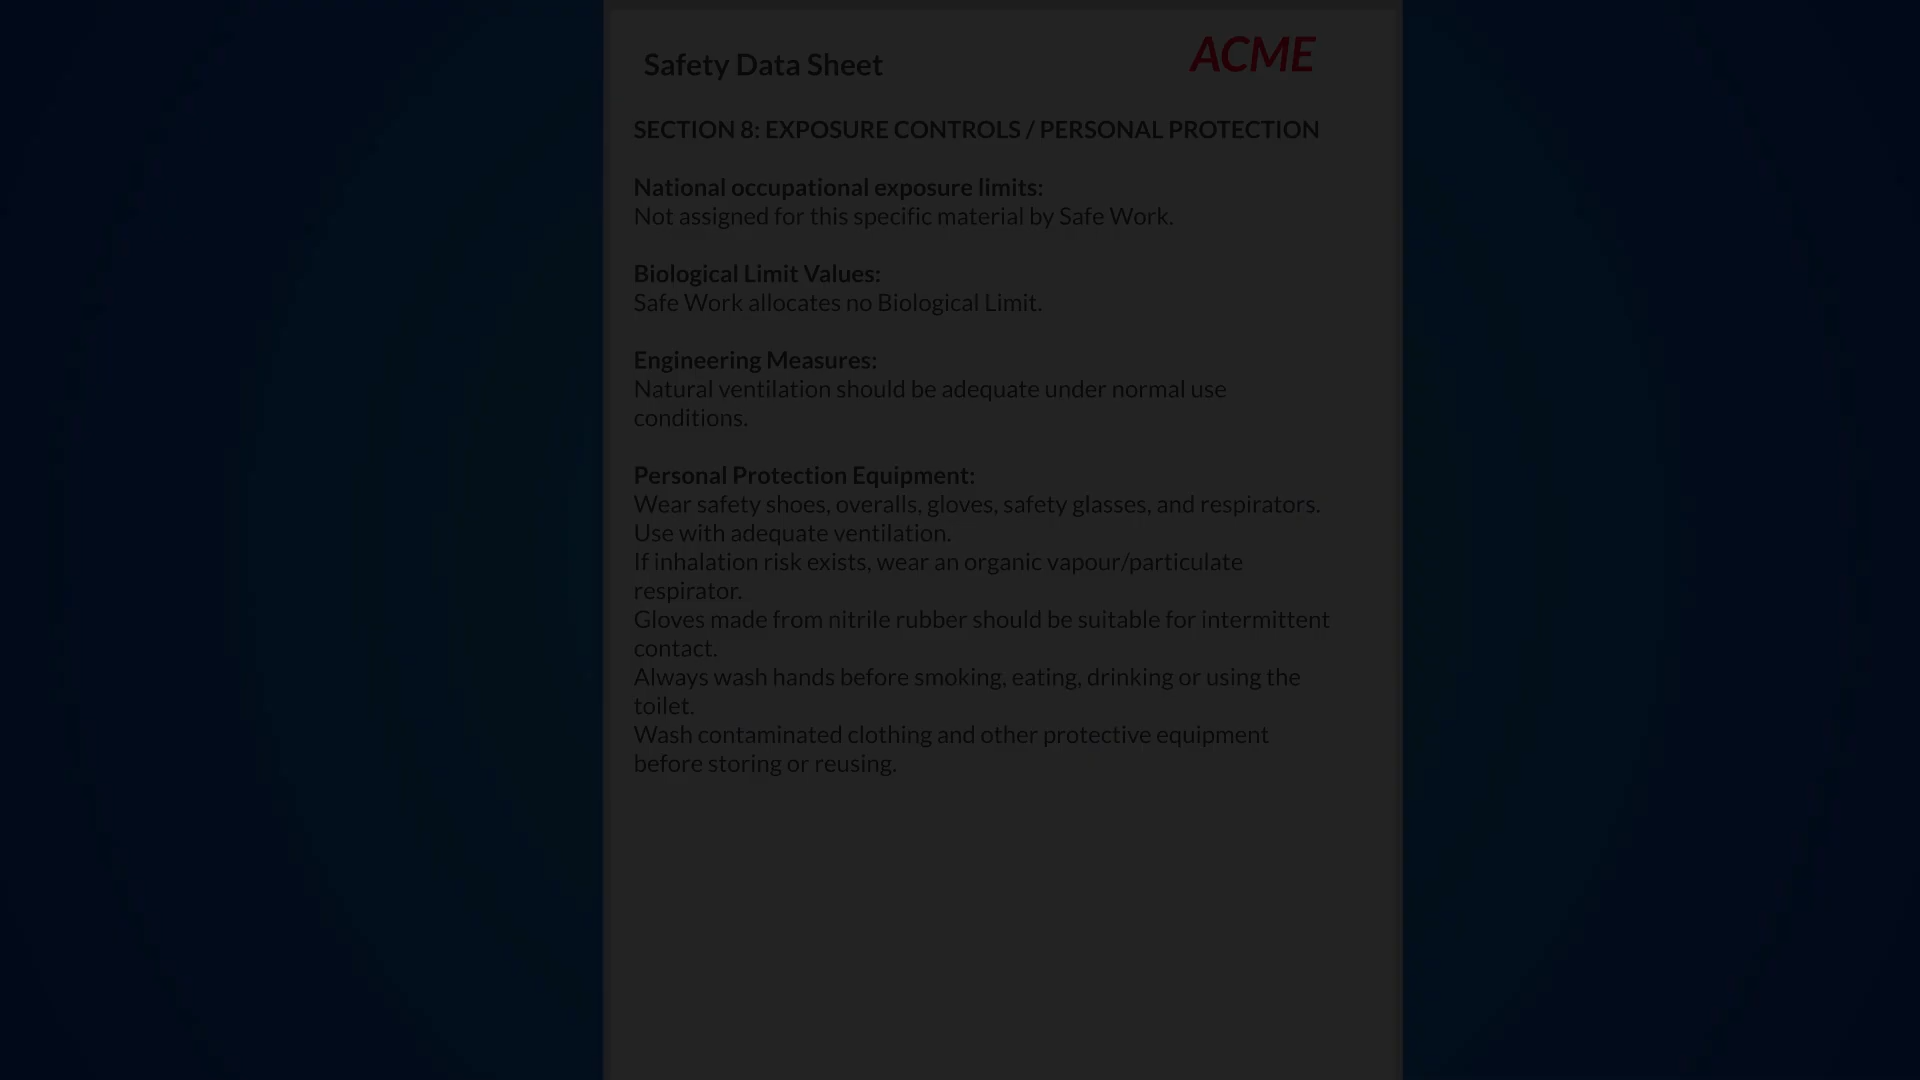 Safety Data Sheet
ACME
SECTION 8: EXPOSURE CONTROLS / PERSONAL PROTECTION
National occupational exposure limits:
Not assigned for this specific material by Safe Work.
Biological Limit Values:
Safe Work allocates no Biological Limit.
Engineering Measures:
Natural ventilation should be adequate under normal use
conditions.
Personal Protection Equipment:
Wear safety shoes, overalls, gloves, safety glasses, and respirators.
Use with adequate ventilation.
If inhalation risk exists, wear an organic vapour/particulate
respirator.
Gloves made from nitrile rubber should be suitable for intermittent
contact.
Always wash hands before smoking, eating, drinking or using the
toilet.
Wash contaminated clothing and other protective equipment
before storing or reusing.